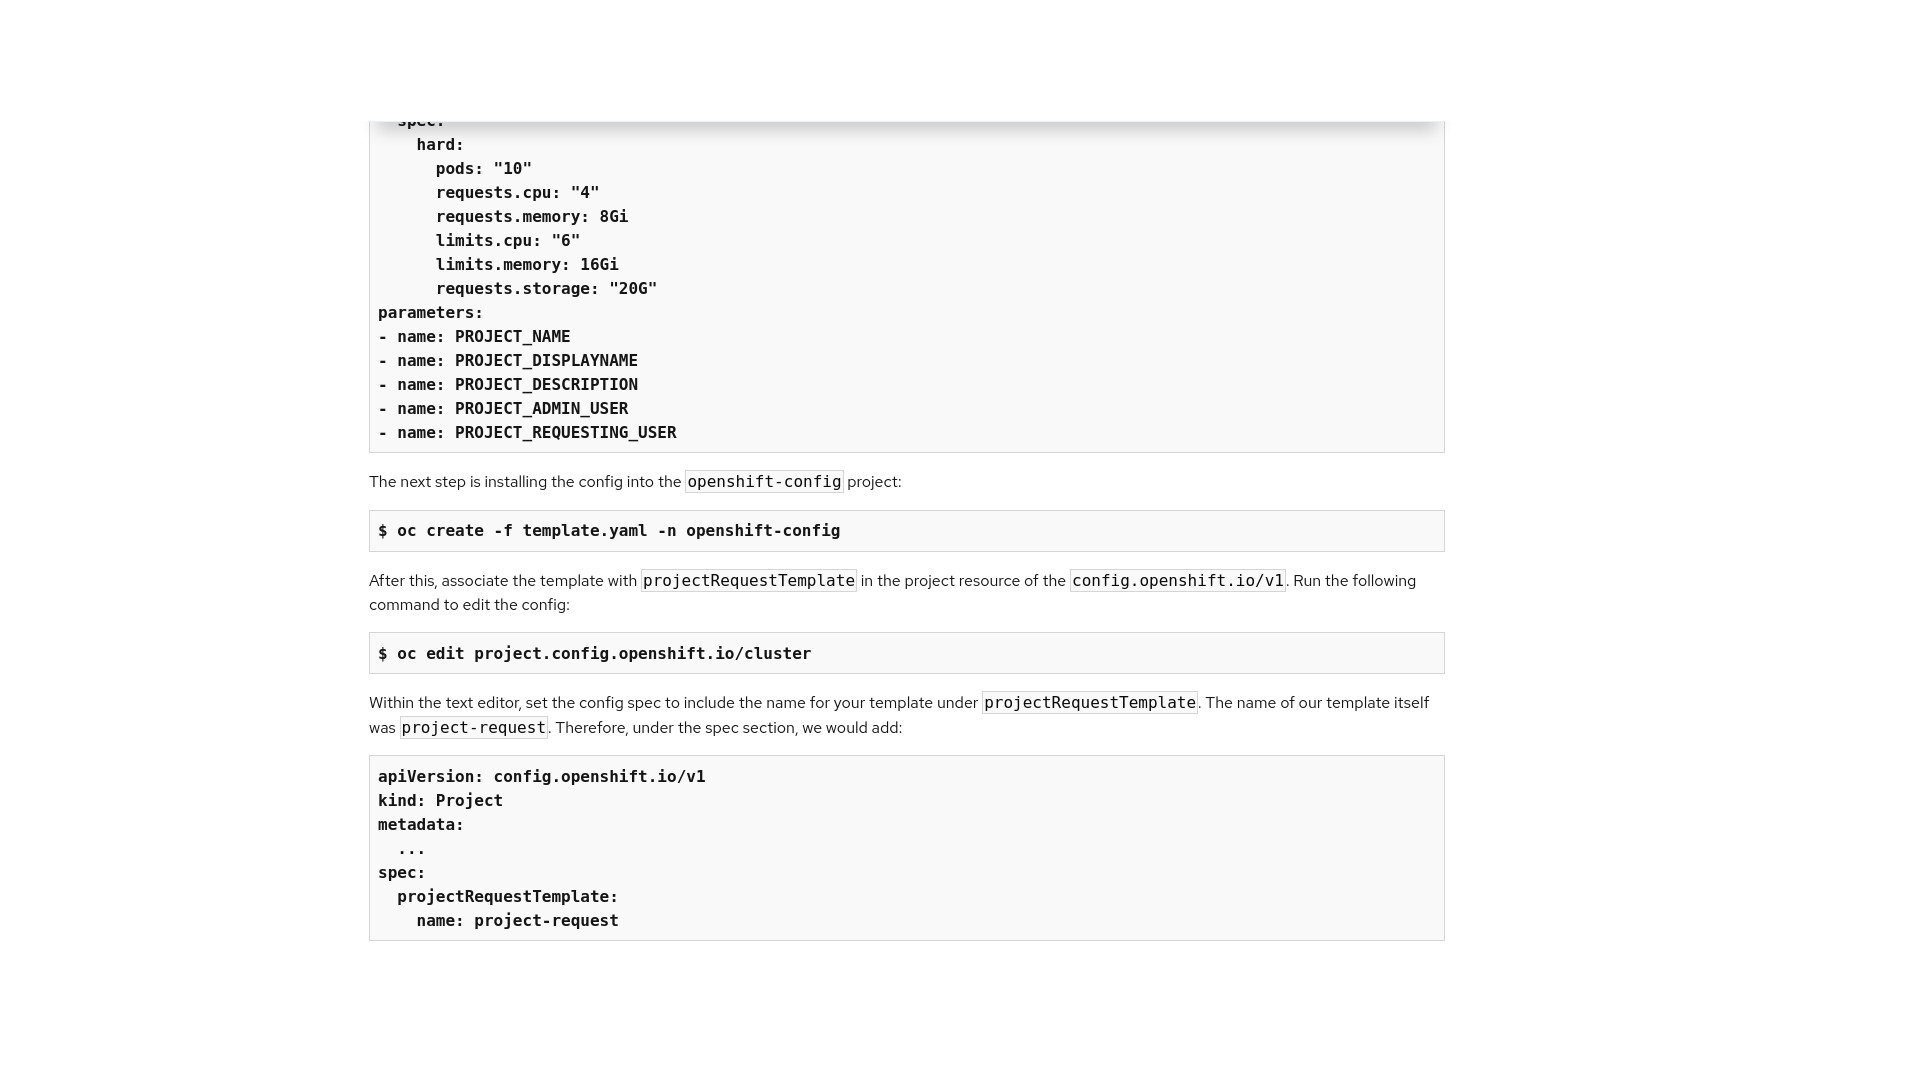 spec:
    hard:
      pods: "10"
      requests.cpu: "4"
      requests.memory: 8Gi
      limits.cpu: "6"
      limits.memory: 16Gi
      requests.storage: "20G"
parameters:
- name: PROJECT_NAME
- name: PROJECT_DISPLAYNAME
- name: PROJECT_DESCRIPTION
- name: PROJECT_ADMIN_USER
- name: PROJECT_REQUESTING_USER
The next step is installing the config into the openshift-config project:
$ oc create -f template.yaml -n openshift-config
After this, associate the template with projectRequestTemplate in the project resource of the config.openshift.io/v1. Run the following
command to edit the config:
$ oc edit project.config.openshift.io/cluster
Within the text editor, set the config spec to include the name for your template under projectRequestTemplate. The name of our template itself
was project-request. Therefore, under the spec section, we would add:
apiVersion: config.openshift.io/v1
kind: Project
metadata:
  ...
spec:
  projectRequestTemplate:
    name: project-request